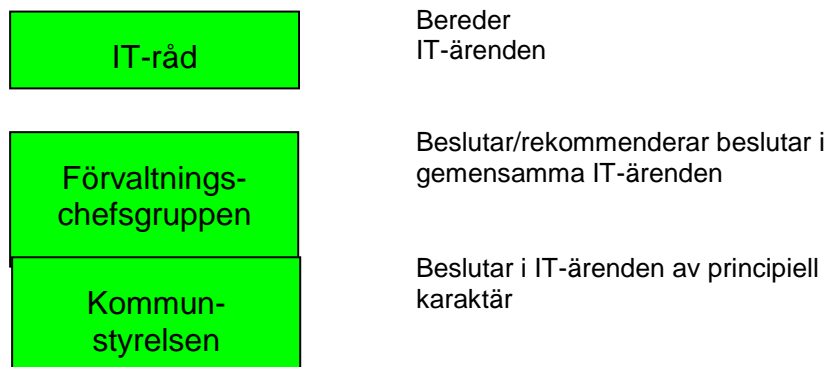 IT-råd
Bereder
IT-ärenden
Förvaltnings-
chefsgruppen
Beslutar/rekommenderar beslutar i
gemensamma IT-ärenden
Kommun-
styrelsen
Beslutar i IT-ärenden av principiell
karaktär